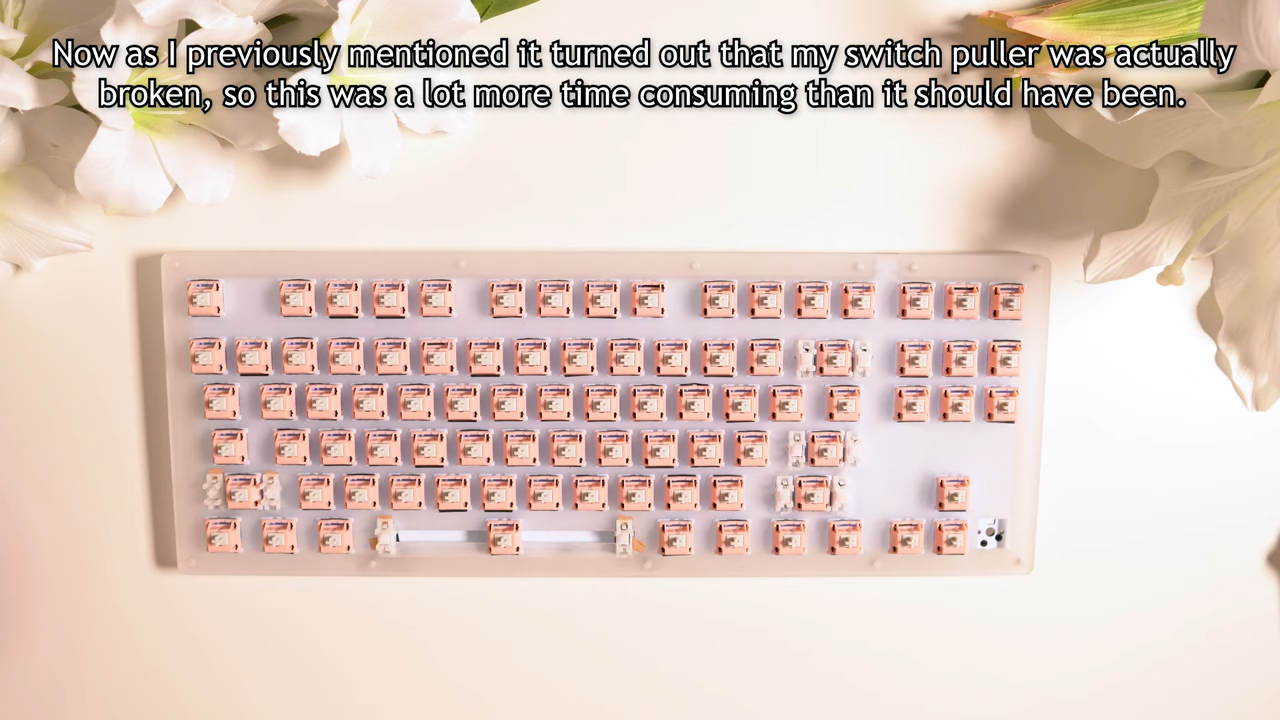 Now as I previously mentioned it turned out that my switch puller was actually
broken, so this was a lot more time consuming than it should have been.